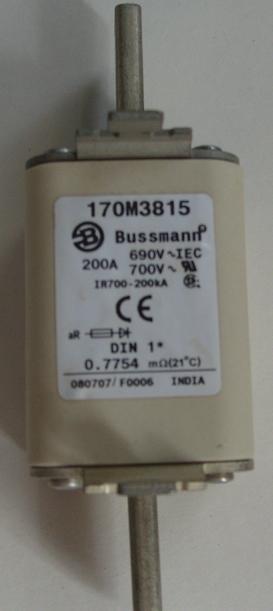 170M3815
B Bussmann
690V~IEC
200A 700V~ RU
IR700-200kA
CE
aR
DIN 1*
0.7754 mΩ(21°C)
080707/F0006 INDIA